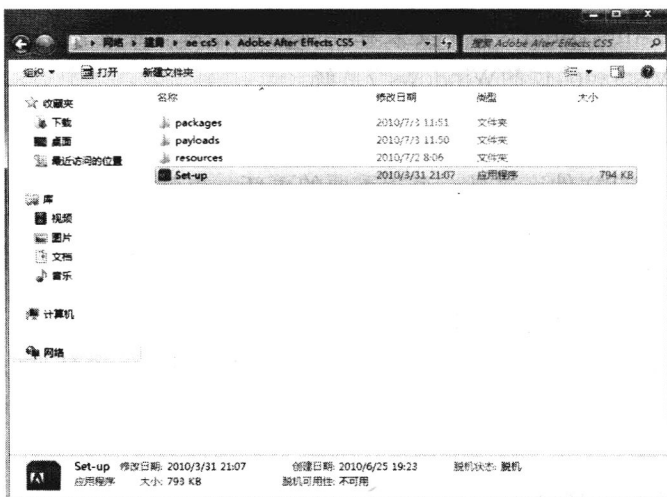 网络 ▸ ae cs5 ▸ Adobe After Effects CS5 ▸
搜索 Adobe After Effects CS5
组织 打开 新建文件夹
收藏夹
下载
桌面
最近访问的位置
库
视频
图片
文档
音乐
计算机
网络
名称 修改日期 类型 大小
packages 2010/7/3 11:51 文件夹
payloads 2010/7/3 11:50 文件夹
resources 2010/7/2 8:06 文件夹
Set-up 2010/3/31 21:07 应用程序 794 KB
Set-up 修改日期: 2010/3/31 21:07 创建日期: 2010/6/25 19:23 脱机状态: 脱机
应用程序 大小: 793 KB 脱机可用性: 不可用